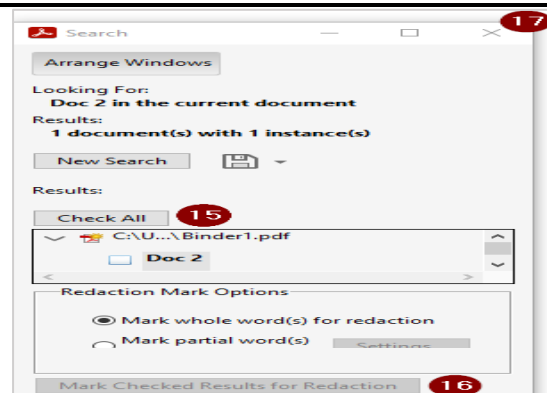 17
Search
Arrange Windows
Looking For:
Doc 2 in the current document
Results:
1 document(s) with 1 instance(s)
New Search
Results:
Check All 15
C:\U...\Binder1.pdf
Doc 2
Redaction Mark Options
Mark whole word(s) for redaction
Mark partial word(s) Settings
Mark Checked Results for Redaction 16